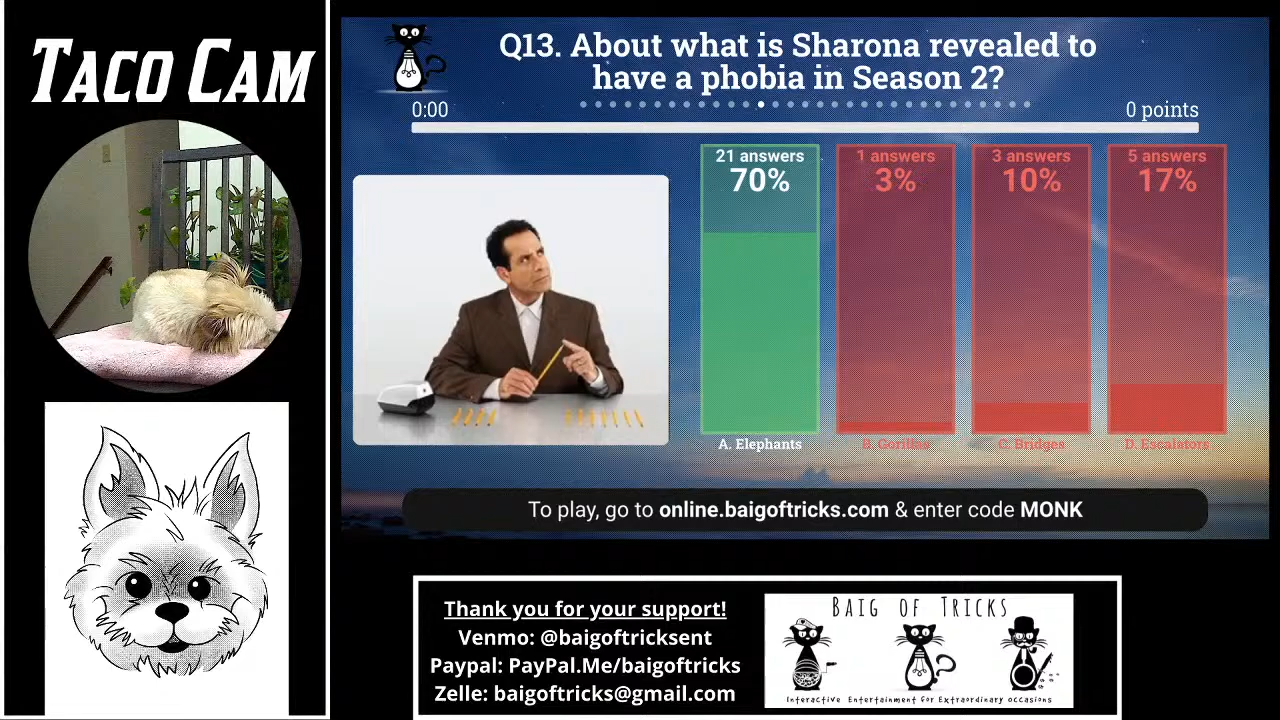 TACO CAM
Q13. About what is Sharona revealed to
have a phobia in Season 2?
0:00
0 points
21 answers
70%
1 answers
3%
3 answers
10%
5 answers
17%
A. Elephants
B. Gorillas
C. Bridges
D. Escalators
To play, go to online.baigoftricks.com & enter code MONK
Thank you for your support!
Venmo: @baigoftricksent
Paypal: PayPal.Me/baigoftricks
Zelle: baigoftricks@gmail.com
BAIG OF TRICKS
Interactive Entertainment for Extraordinary occasions